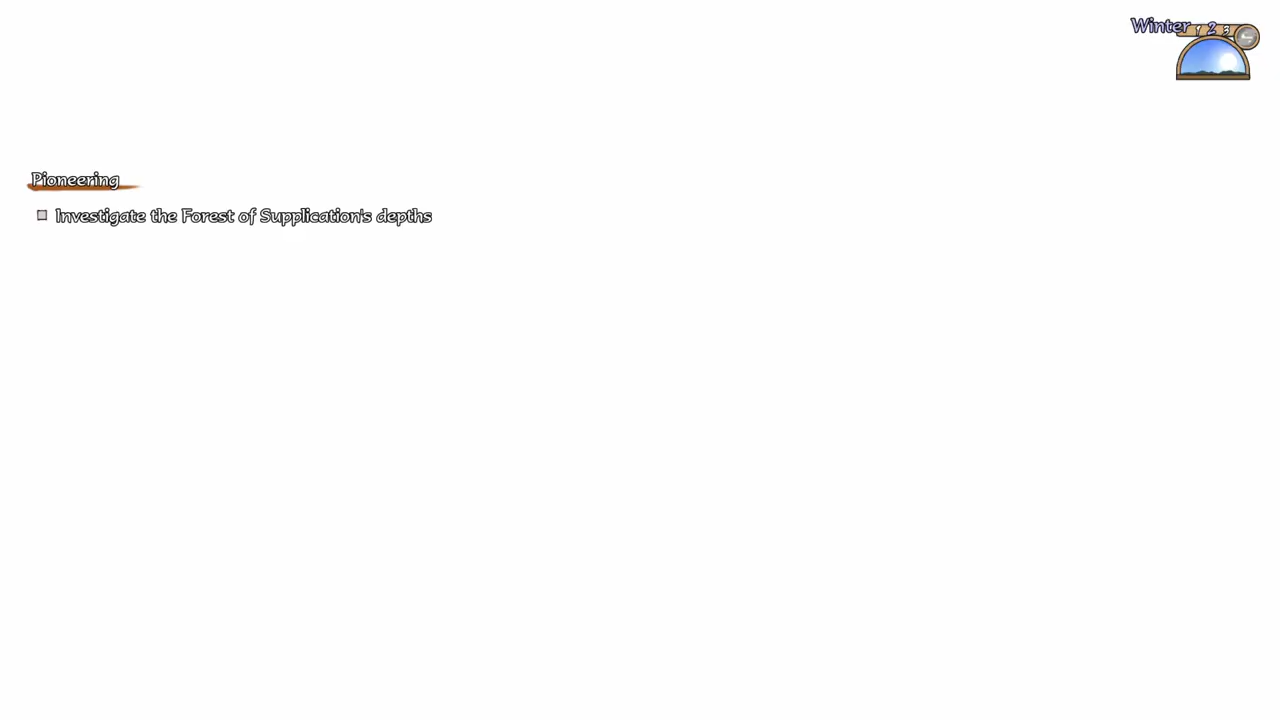 Winter 1 2 3
Pioneering
Investigate the Forest of Supplication's depths